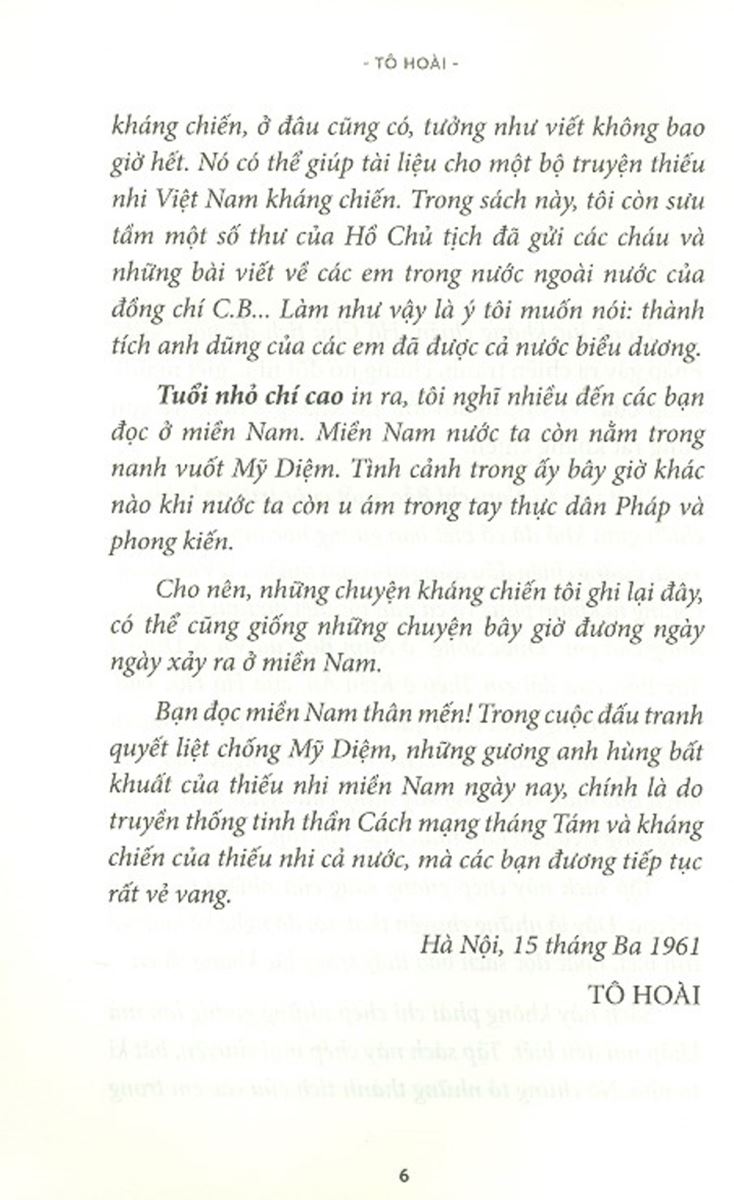 - TÔ HOÀI -
kháng chiến, ở đâu cũng có, tưởng như viết không bao
giờ hết. Nó có thể giúp tài liệu cho một bộ truyện thiếu
nhi Việt Nam kháng chiến. Trong sách này, tôi còn sưu
tầm một số thư của Hồ Chủ tịch đã gửi các cháu và
những bài viết về các em trong nước ngoài nước của
đồng chí C.B... Làm như vậy là ý tôi muốn nói: thành
tích anh dũng của các em đã được cả nước biểu dương.
Tuổi nhỏ chí cao in ra, tôi nghĩ nhiều đến các bạn
đọc ở miền Nam. Miền Nam nước ta còn nằm trong
nanh vuốt Mỹ Diệm. Tình cảnh trong ấy bây giờ khác
nào khi nước ta còn u ám trong tay thực dân Pháp và
phong kiến.
Cho nên, những chuyện kháng chiến tôi ghi lại đây,
có thể cũng giống những chuyện bây giờ đương ngày
ngày xảy ra ở miền Nam.
Bạn đọc miền Nam thân mến! Trong cuộc đấu tranh
quyết liệt chống Mỹ Diệm, những gương anh hùng bất
khuất của thiếu nhi miền Nam ngày nay, chính là do
truyền thống tinh thần Cách mạng tháng Tám và kháng
chiến của thiếu nhi cả nước, mà các bạn đương tiếp tục
rất vẻ vang.
Hà Nội, 15 tháng Ba 1961
TÔ HOÀI
6